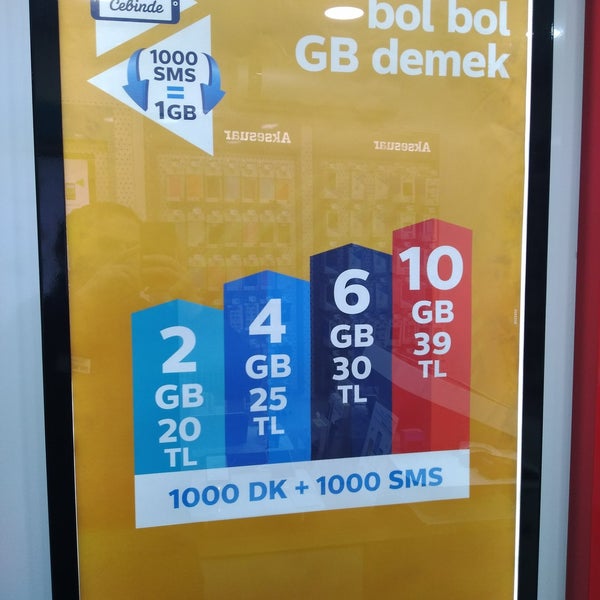 Cebinde
bol bol
GB demek
1000
SMS
=
1GB
Aksesuar
Aksesuar
2
GB
20
TL
4
GB
25
TL
6
GB
30
TL
10
GB
39
TL
1000 DK + 1000 SMS